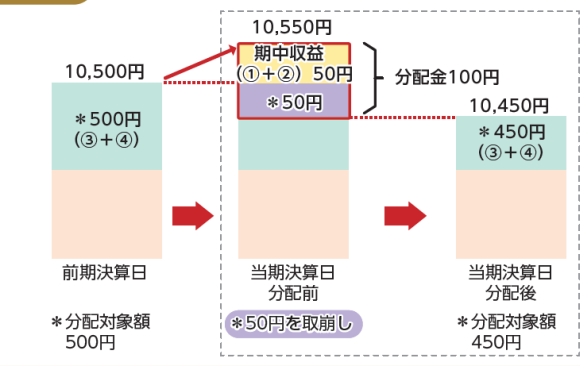 10,550円
期中収益
(①+②) 50円
分配金100円
10,500円
*50円
10,450円
*500円
(③+④)
*450円
(③+④)
前期決算日
当期決算日
分配前
当期決算日
分配後
*分配対象額
500円
*50円を取崩し
*分配対象額
450円